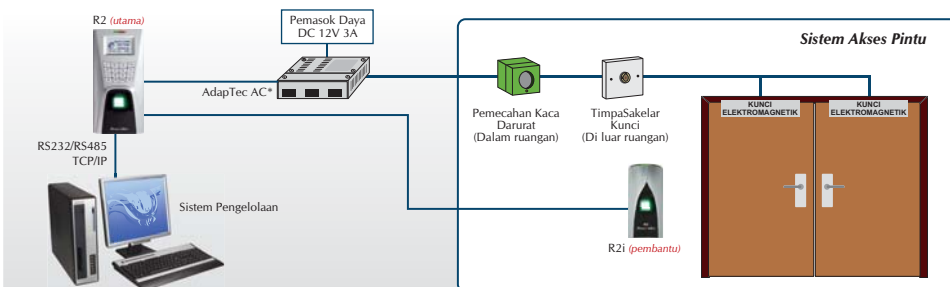 R2 (utama)
Pemasok Daya
DC 12V 3A
Sistem Akses Pintu
AdapTec AC*
Pemecahan Kaca
Darurat
(Dalam ruangan)
TimpaSakelar
Kunci
(Di luar ruangan)
KUNCI
ELEKTROMAGNETIK
KUNCI
ELEKTROMAGNETIK
RS232/RS485
TCP/IP
Sistem Pengelolaan
R2i (pembantu)